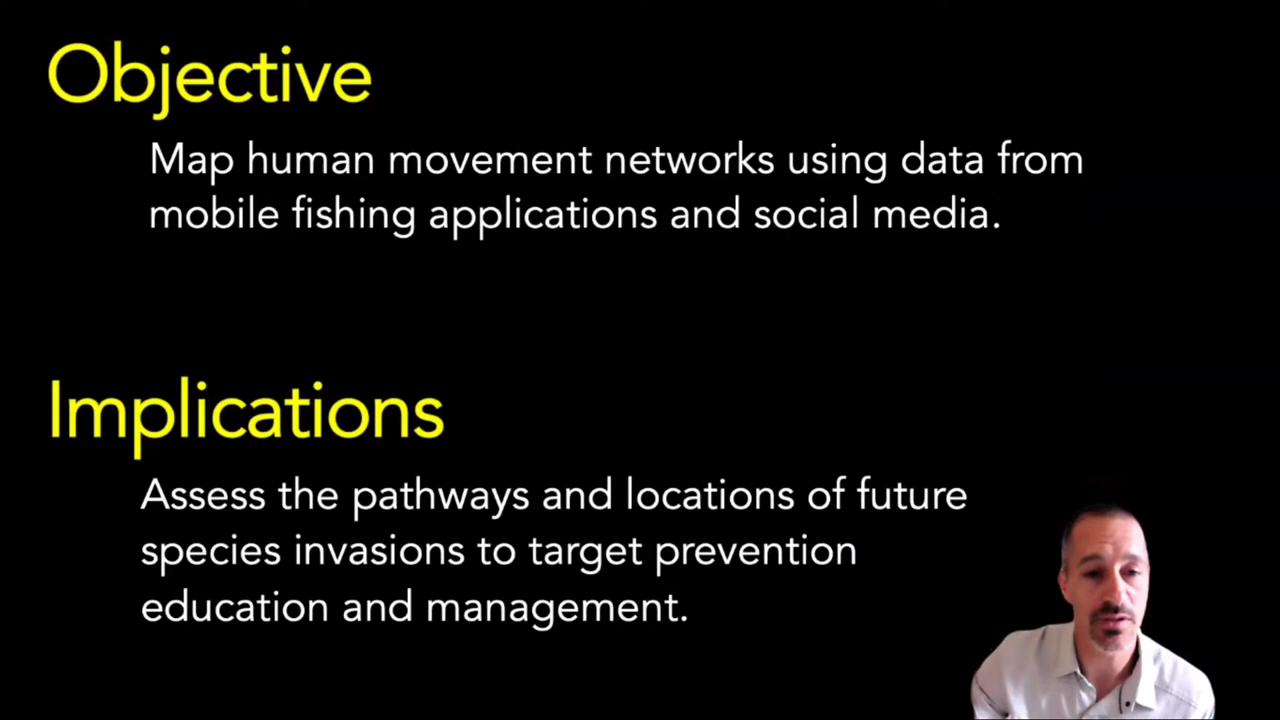 Objective
Map human movement networks using data from
mobile fishing applications and social media.
Implications
Assess the pathways and locations of future
species invasions to target prevention
education and management.